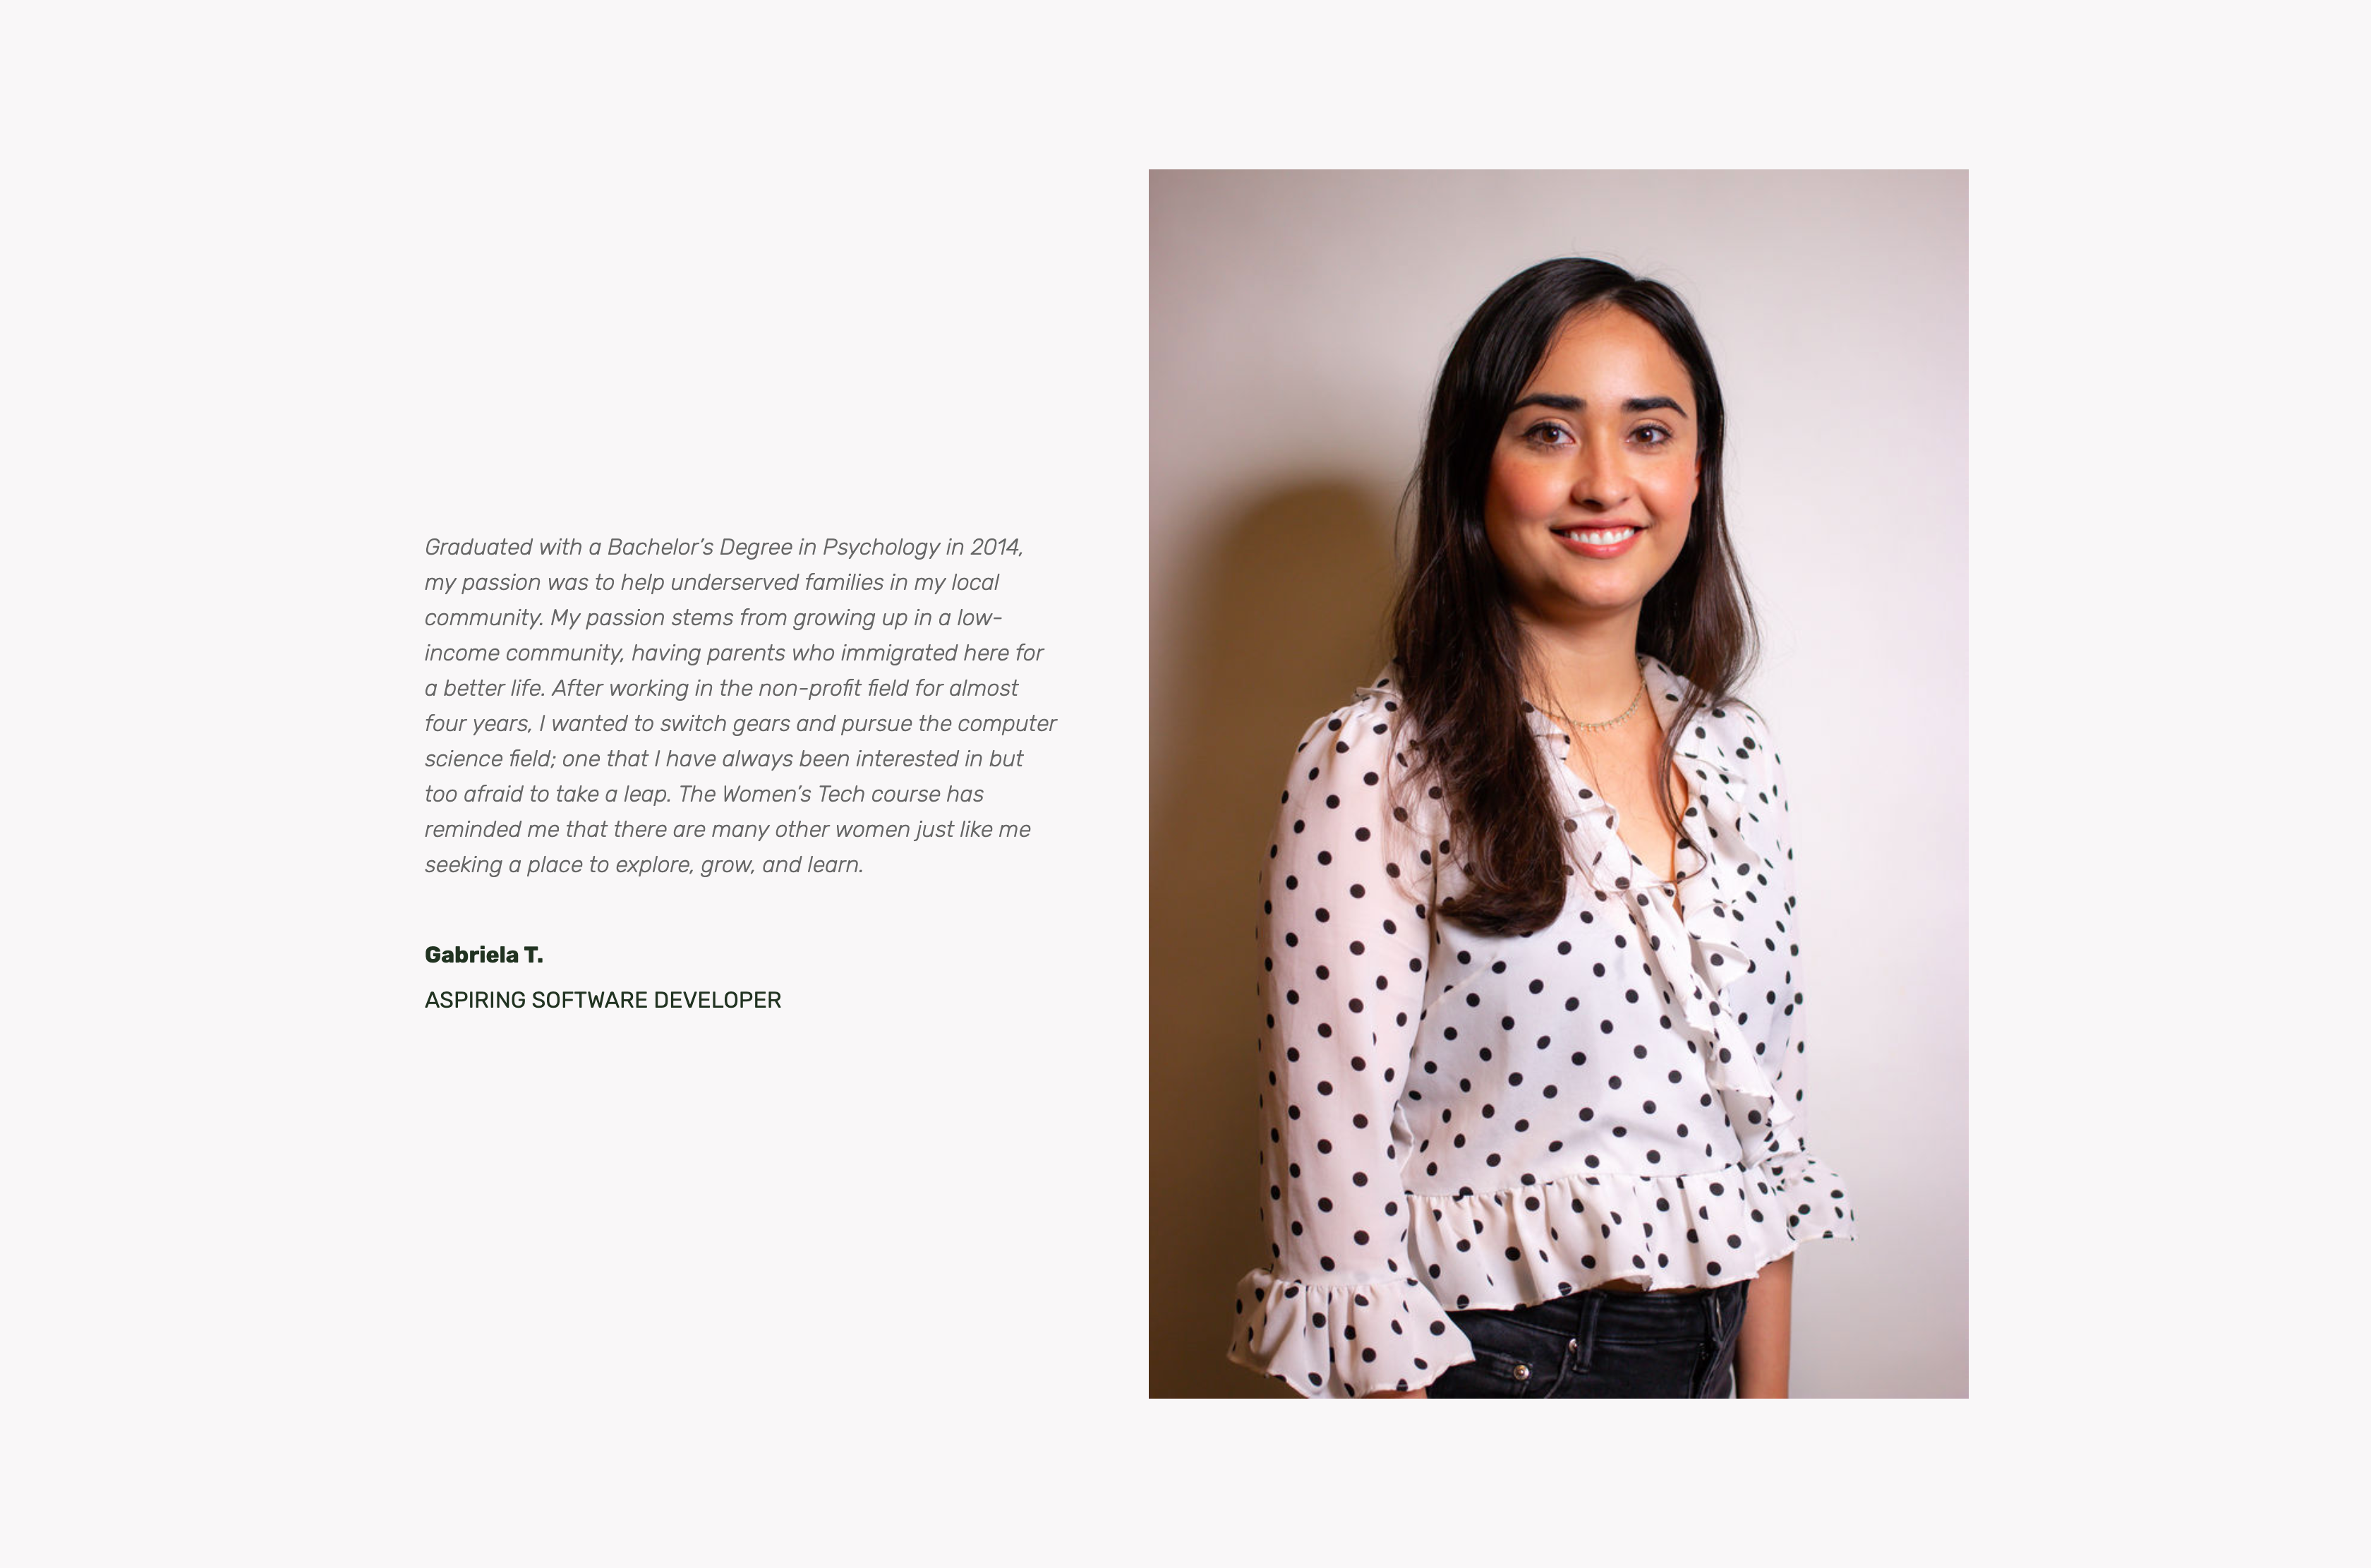 Graduated with a Bachelor’s Degree in Psychology in 2014,
my passion was to help underserved families in my local
community. My passion stems from growing up in a low-
income community, having parents who immigrated here for
a better life. After working in the non-profit field for almost
four years, I wanted to switch gears and pursue the computer
science field; one that I have always been interested in but
too afraid to take a leap. The Women’s Tech course has
reminded me that there are many other women just like me
seeking a place to explore, grow, and learn.
Gabriela T.
ASPIRING SOFTWARE DEVELOPER